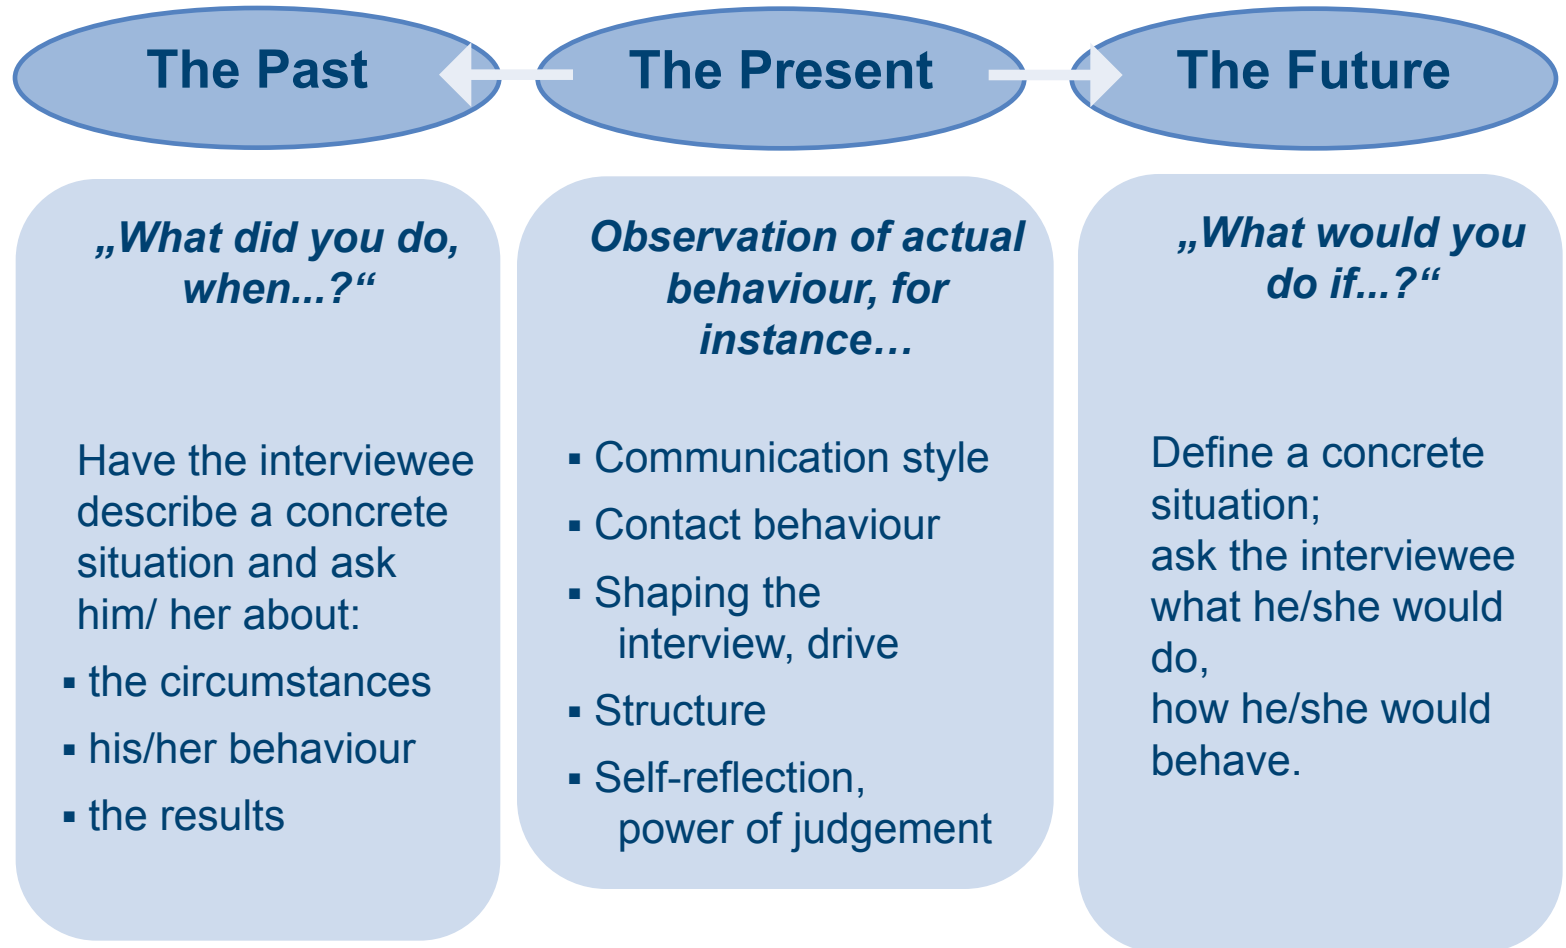 The Past
The Present
The Future
„What did you do,
when...?“
Have the interviewee
describe a concrete
situation and ask
him/ her about:
▪ the circumstances
▪ his/her behaviour
▪ the results
Observation of actual
behaviour, for
instance…
▪ Communication style
▪ Contact behaviour
▪ Shaping the
interview, drive
▪ Structure
▪ Self-reflection,
power of judgement
„What would you
do if...?“
Define a concrete
situation;
ask the interviewee
what he/she would
do,
how he/she would
behave.